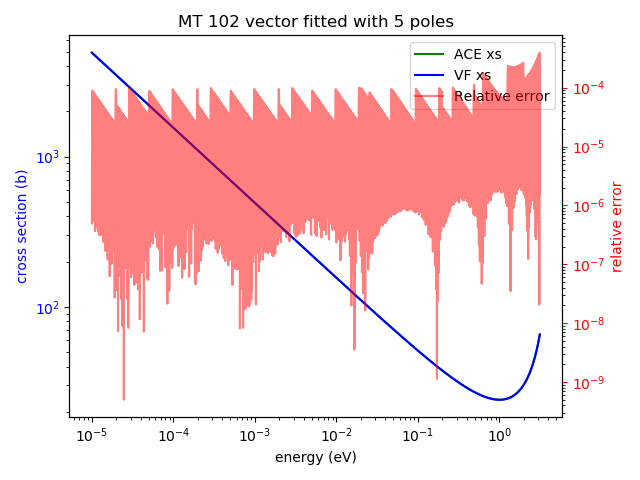 MT 102 vector fitted with 5 poles
ACE xs
VF xs
Relative error
cross section (b)
10³
10²
relative error
10⁻⁴
10⁻⁵
10⁻⁶
10⁻⁷
10⁻⁸
10⁻⁹
10⁻⁵ 10⁻⁴ 10⁻³ 10⁻² 10⁻¹ 10⁰
energy (eV)